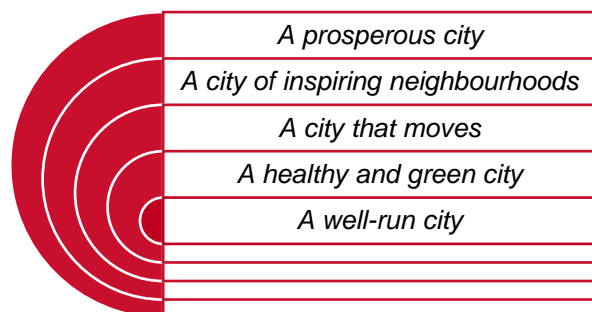 A prosperous city
A city of inspiring neighbourhoods
A city that moves
A healthy and green city
A well-run city